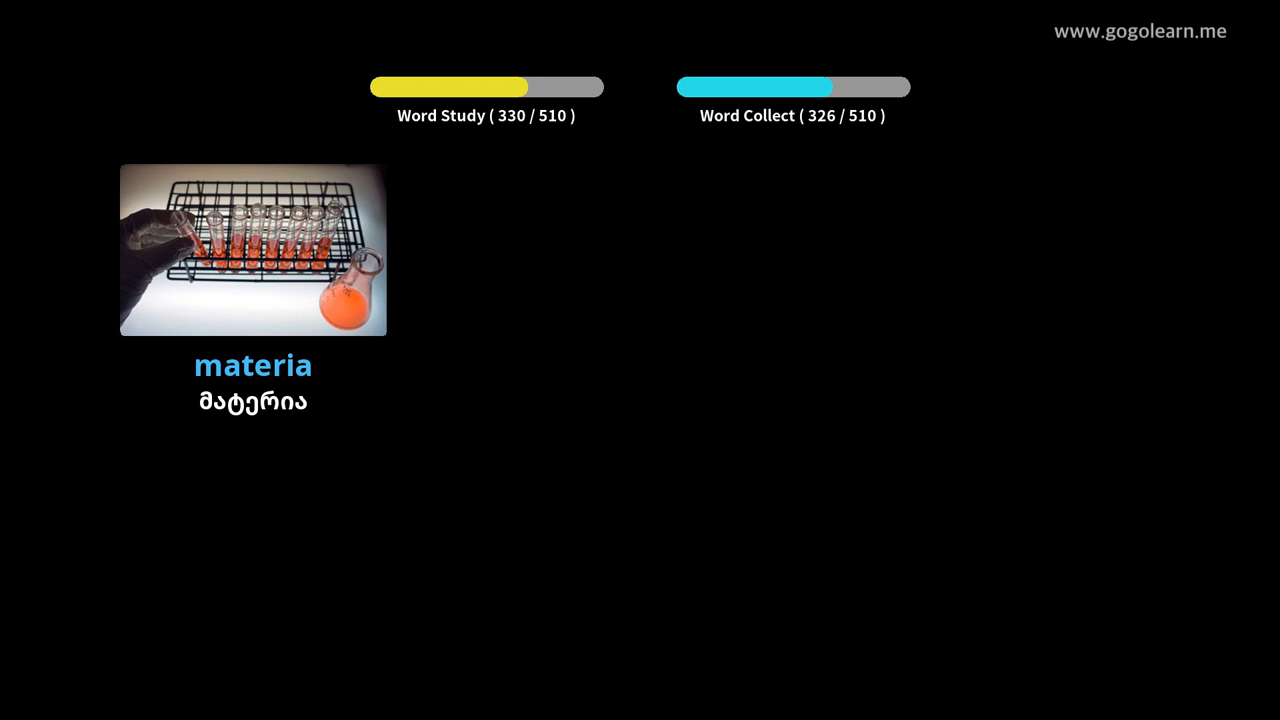 www.gogolearn.me
Word Study ( 330 / 510 )
Word Collect ( 326 / 510 )
materia
მატერია